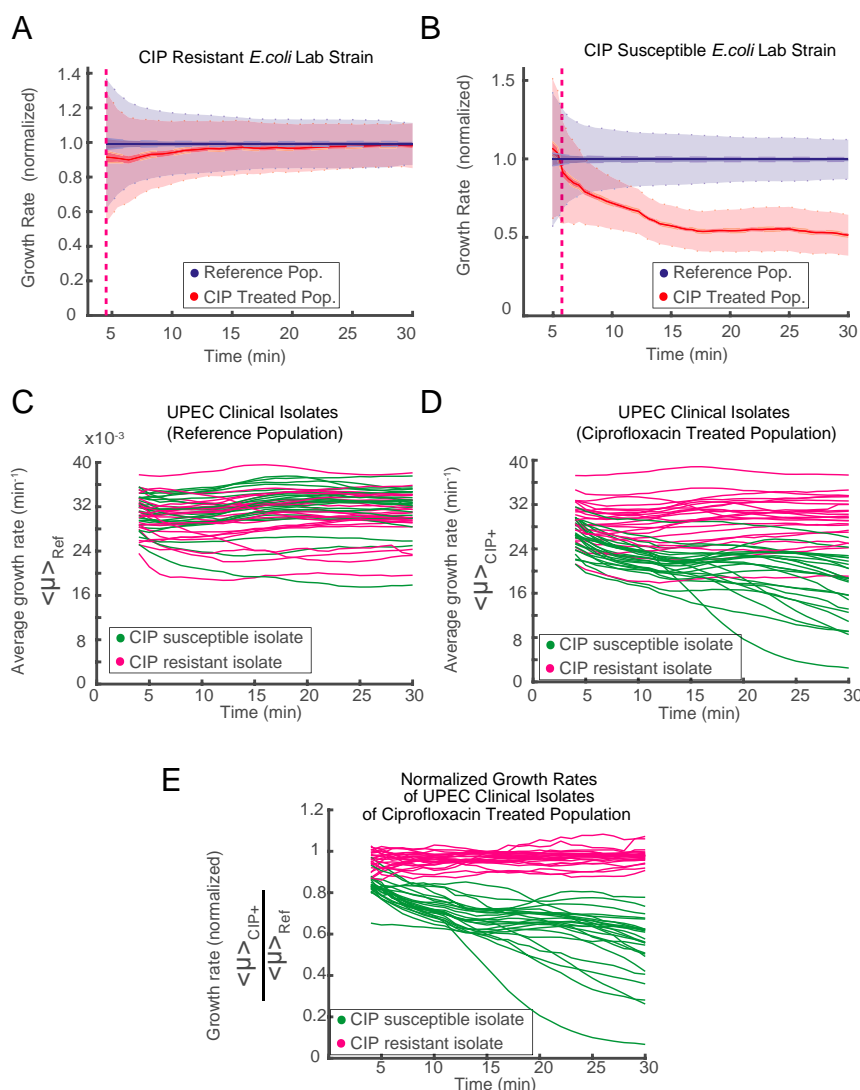 A
CIP Resistant E.coli Lab Strain
Growth Rate (normalized)
1.4
1.2
1.0
0.8
0.6
0.4
0.2
0
Reference Pop.
CIP Treated Pop.
5 10 15 20 25 30
Time (min)
B
CIP Susceptible E.coli Lab Strain
Growth Rate (normalized)
1.5
1.0
0.5
0
Reference Pop.
CIP Treated Pop.
5 10 15 20 25 30
Time (min)
C
UPEC Clinical Isolates
(Reference Population)
x10⁻³
Average growth rate (min⁻¹)
<µ>Ref
40
32
24
16
8
0
CIP susceptible isolate
CIP resistant isolate
0 5 10 15 20 25 30
Time (min)
D
UPEC Clinical Isolates
(Ciprofloxacin Treated Population)
Average growth rate (min⁻¹)
<µ>CIP+
40
32
24
16
8
0
CIP susceptible isolate
CIP resistant isolate
0 5 10 15 20 25 30
Time (min)
E
Normalized Growth Rates
of UPEC Clinical Isolates
of Ciprofloxacin Treated Population
Growth rate (normalized)
<µ>CIP+
<µ>Ref
1.2
1
0.8
0.6
0.4
0.2
0
CIP susceptible isolate
CIP resistant isolate
5 10 15 20 25 30
Time (min)